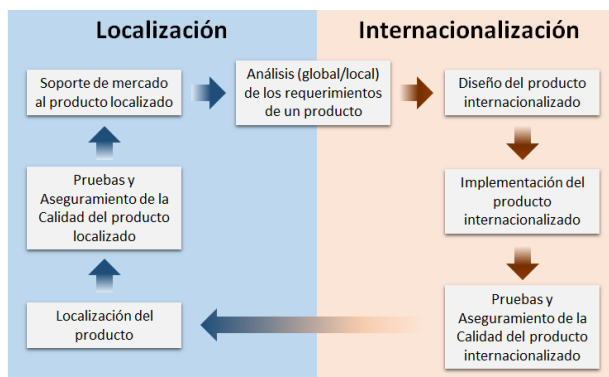 Localización
Internacionalización
Soporte de mercado
al producto localizado
Análisis (global/local)
de los requerimientos
de un producto
Diseño del producto
internacionalizado
Pruebas y
Aseguramiento de la
Calidad del producto
localizado
Implementación del
producto
internacionalizado
Localización del
producto
Pruebas y
Aseguramiento de la
Calidad del producto
internacionalizado